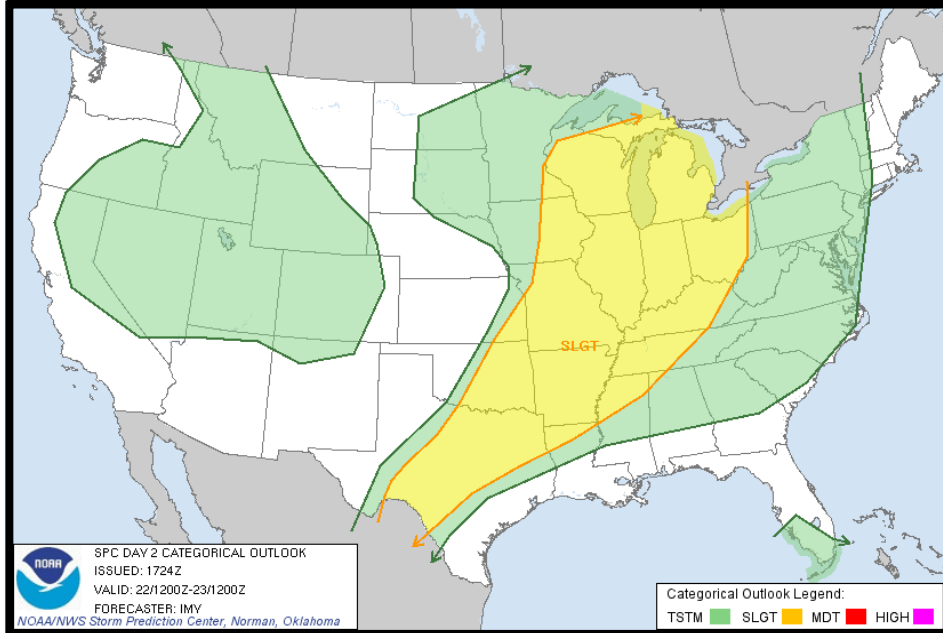 SLGT
NOAA
SPC DAY 2 CATEGORICAL OUTLOOK
ISSUED: 1724Z
VALID: 22/1200Z-23/1200Z
FORECASTER: IMY
NOAA/NWS Storm Prediction Center, Norman, Oklahoma
Categorical Outlook Legend:
TSTM SLGT MDT HIGH